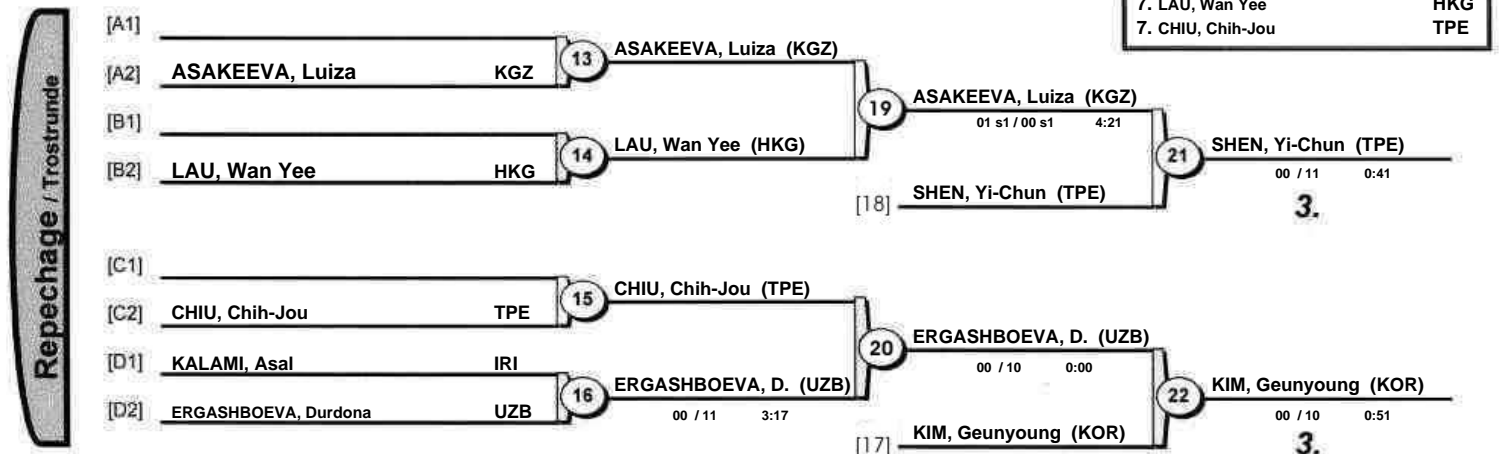 7. LAU, Wan Yee HKG
7. CHIU, Chih-Jou TPE
Repechage / Trostrunde
[A1]
[A2] ASAKEEVA, Luiza KGZ
13
ASAKEEVA, Luiza (KGZ)
[B1]
[B2] LAU, Wan Yee HKG
14
LAU, Wan Yee (HKG)
19
ASAKEEVA, Luiza (KGZ)
01 s1 / 00 s1 4:21
[18] SHEN, Yi-Chun (TPE)
21
SHEN, Yi-Chun (TPE)
00 / 11 0:41
3.
[C1]
[C2] CHIU, Chih-Jou TPE
15
CHIU, Chih-Jou (TPE)
[D1] KALAMI, Asal IRI
[D2] ERGASHBOEVA, Durdona UZB
16
ERGASHBOEVA, D. (UZB)
00 / 11 3:17
20
ERGASHBOEVA, D. (UZB)
00 / 10 0:00
[17] KIM, Geunyoung (KOR)
22
KIM, Geunyoung (KOR)
00 / 10 0:51
3.